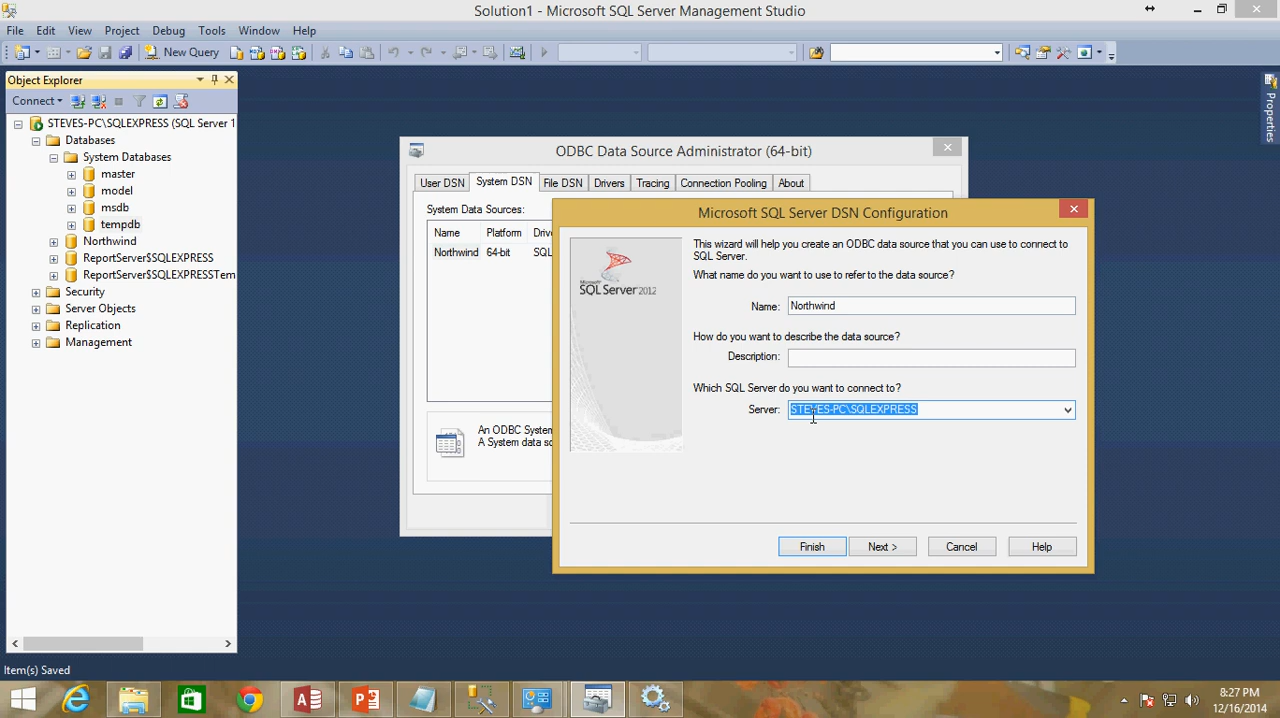 Solution1 - Microsoft SQL Server Management Studio
File Edit View Project Debug Tools Window Help
New Query
Object Explorer
Connect
STEVES-PC\SQLEXPRESS (SQL Server 1
Databases
System Databases
master
model
msdb
tempdb
Northwind
ReportServer$SQLEXPRESS
ReportServer$SQLEXPRESSTem
Security
Server Objects
Replication
Management
Properties
ODBC Data Source Administrator (64-bit)
User DSN System DSN File DSN Drivers Tracing Connection Pooling About
System Data Sources:
Name Platform Drive
Northwind 64-bit SQL
An ODBC System
A System data so
Microsoft SQL Server DSN Configuration
Microsoft
SQL Server 2012
This wizard will help you create an ODBC data source that you can use to connect to
SQL Server.
What name do you want to use to refer to the data source?
Name: Northwind
How do you want to describe the data source?
Description:
Which SQL Server do you want to connect to?
Server: STEVES-PC\SQLEXPRESS
Finish Next > Cancel Help
Item(s) Saved
8:27 PM
12/16/2014